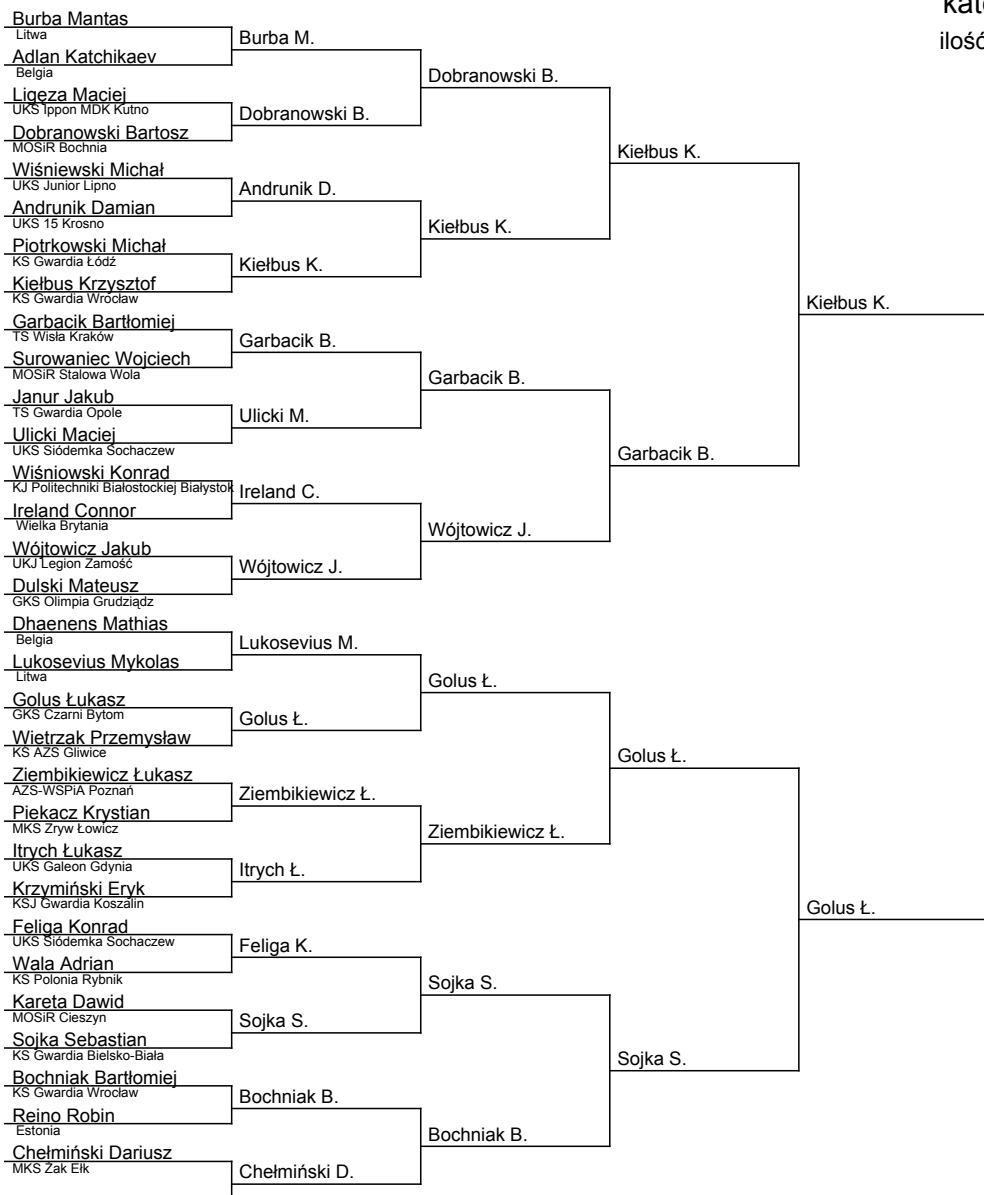 kat
ilość
Burba Mantas
Litwa
Adlan Katchikaev
Belgia
Ligęza Maciej
UKS Ippon MDK Kutno
Dobranowski Bartosz
MOSiR Bochnia
Wiśniewski Michał
UKS Junior Lipno
Andrunik Damian
UKS 15 Krosno
Piotrkowski Michał
KS Gwardia Łódź
Kiełbus Krzysztof
KS Gwardia Wrocław
Garbacik Bartłomiej
TS Wisła Kraków
Surowaniec Wojciech
MOSiR Stalowa Wola
Janur Jakub
TS Gwardia Opole
Ulicki Maciej
UKS Siódemka Sochaczew
Wiśniowski Konrad
KJ Politechniki Białostockiej Białystok
Ireland Connor
Wielka Brytania
Wójtowicz Jakub
UKJ Legion Zamość
Dulski Mateusz
GKS Olimpia Grudziądz
Dhaenens Mathias
Belgia
Lukosevius Mykolas
Litwa
Golus Łukasz
GKS Czarni Bytom
Wietrzak Przemysław
KS AZS Gliwice
Ziembikiewicz Łukasz
AZS-WSPiA Poznań
Piekacz Krystian
MKS Zryw Łowicz
Itrych Łukasz
UKS Galeon Gdynia
Krzymiński Eryk
KSJ Gwardia Koszalin
Feliga Konrad
UKS Siódemka Sochaczew
Wala Adrian
KS Polonia Rybnik
Kareta Dawid
MOSiR Cieszyn
Sojka Sebastian
KS Gwardia Bielsko-Biała
Bochniak Bartłomiej
KS Gwardia Wrocław
Reino Robin
Estonia
Chełmiński Dariusz
MKS Żak Ełk
Burba M.
Dobranowski B.
Andrunik D.
Kiełbus K.
Garbacik B.
Ulicki M.
Ireland C.
Wójtowicz J.
Lukosevius M.
Golus Ł.
Ziembikiewicz Ł.
Itrych Ł.
Feliga K.
Sojka S.
Bochniak B.
Chełmiński D.
Dobranowski B.
Kiełbus K.
Garbacik B.
Wójtowicz J.
Golus Ł.
Ziembikiewicz Ł.
Sojka S.
Bochniak B.
Kiełbus K.
Garbacik B.
Golus Ł.
Sojka S.
Kiełbus K.
Golus Ł.